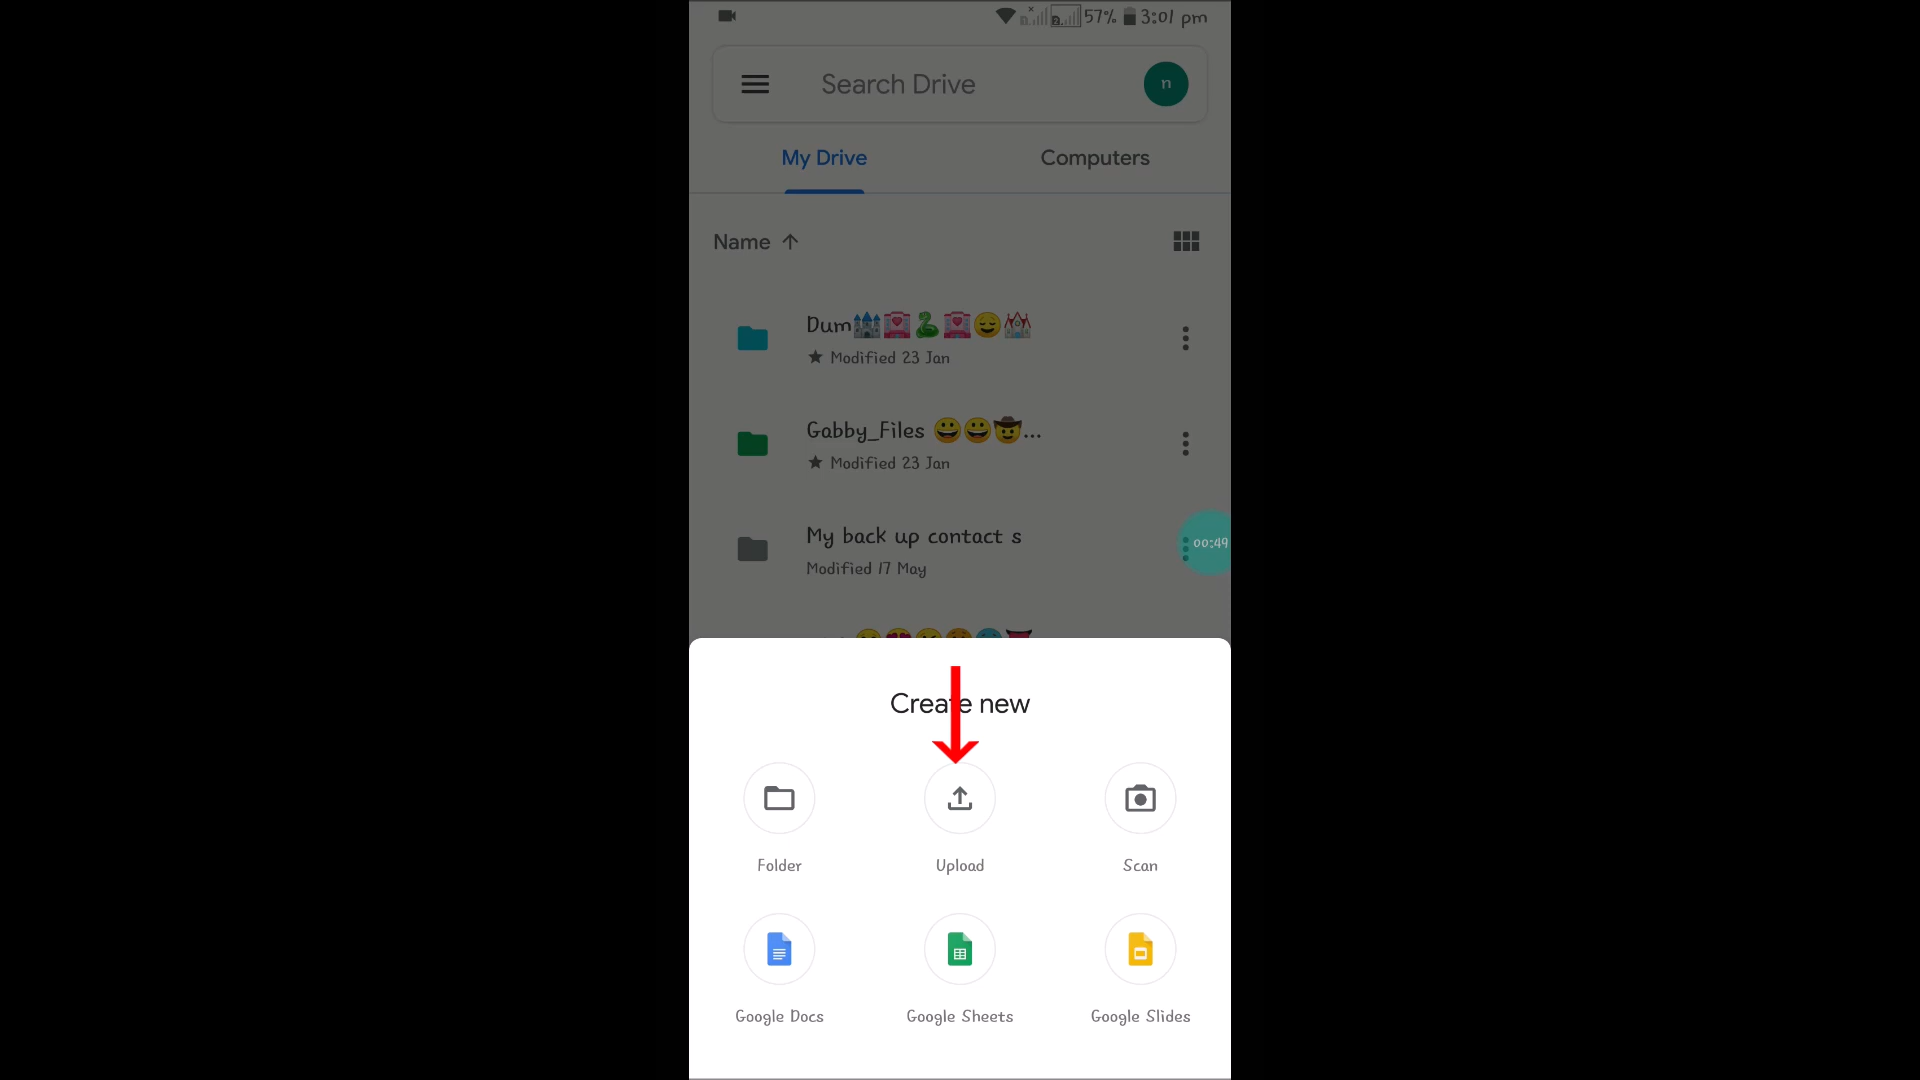 57% 3:01 pm
Search Drive n
My Drive Computers
Name
Dum🏰🏩🐍🏩😌💒
Modified 23 Jan
Gabby_Files 😀😀🤠...
Modified 23 Jan
My back up contact s
00:49
Modified 17 May
Create new
Folder Upload Scan
Google Docs Google Sheets Google Slides